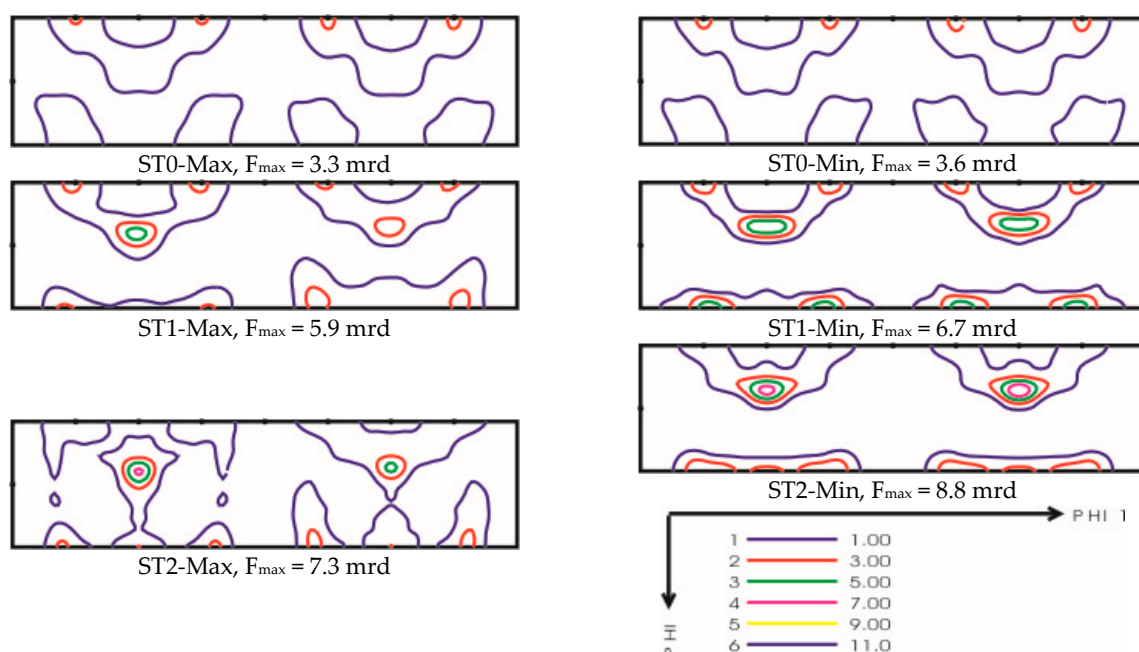 ST0-Max, Fmax = 3.3 mrd
ST0-Min, Fmax = 3.6 mrd
ST1-Max, Fmax = 5.9 mrd
ST1-Min, Fmax = 6.7 mrd
ST2-Max, Fmax = 7.3 mrd
ST2-Min, Fmax = 8.8 mrd
PHI 1
1 1.00
2 3.00
3 5.00
4 7.00
5 9.00
6 11.0